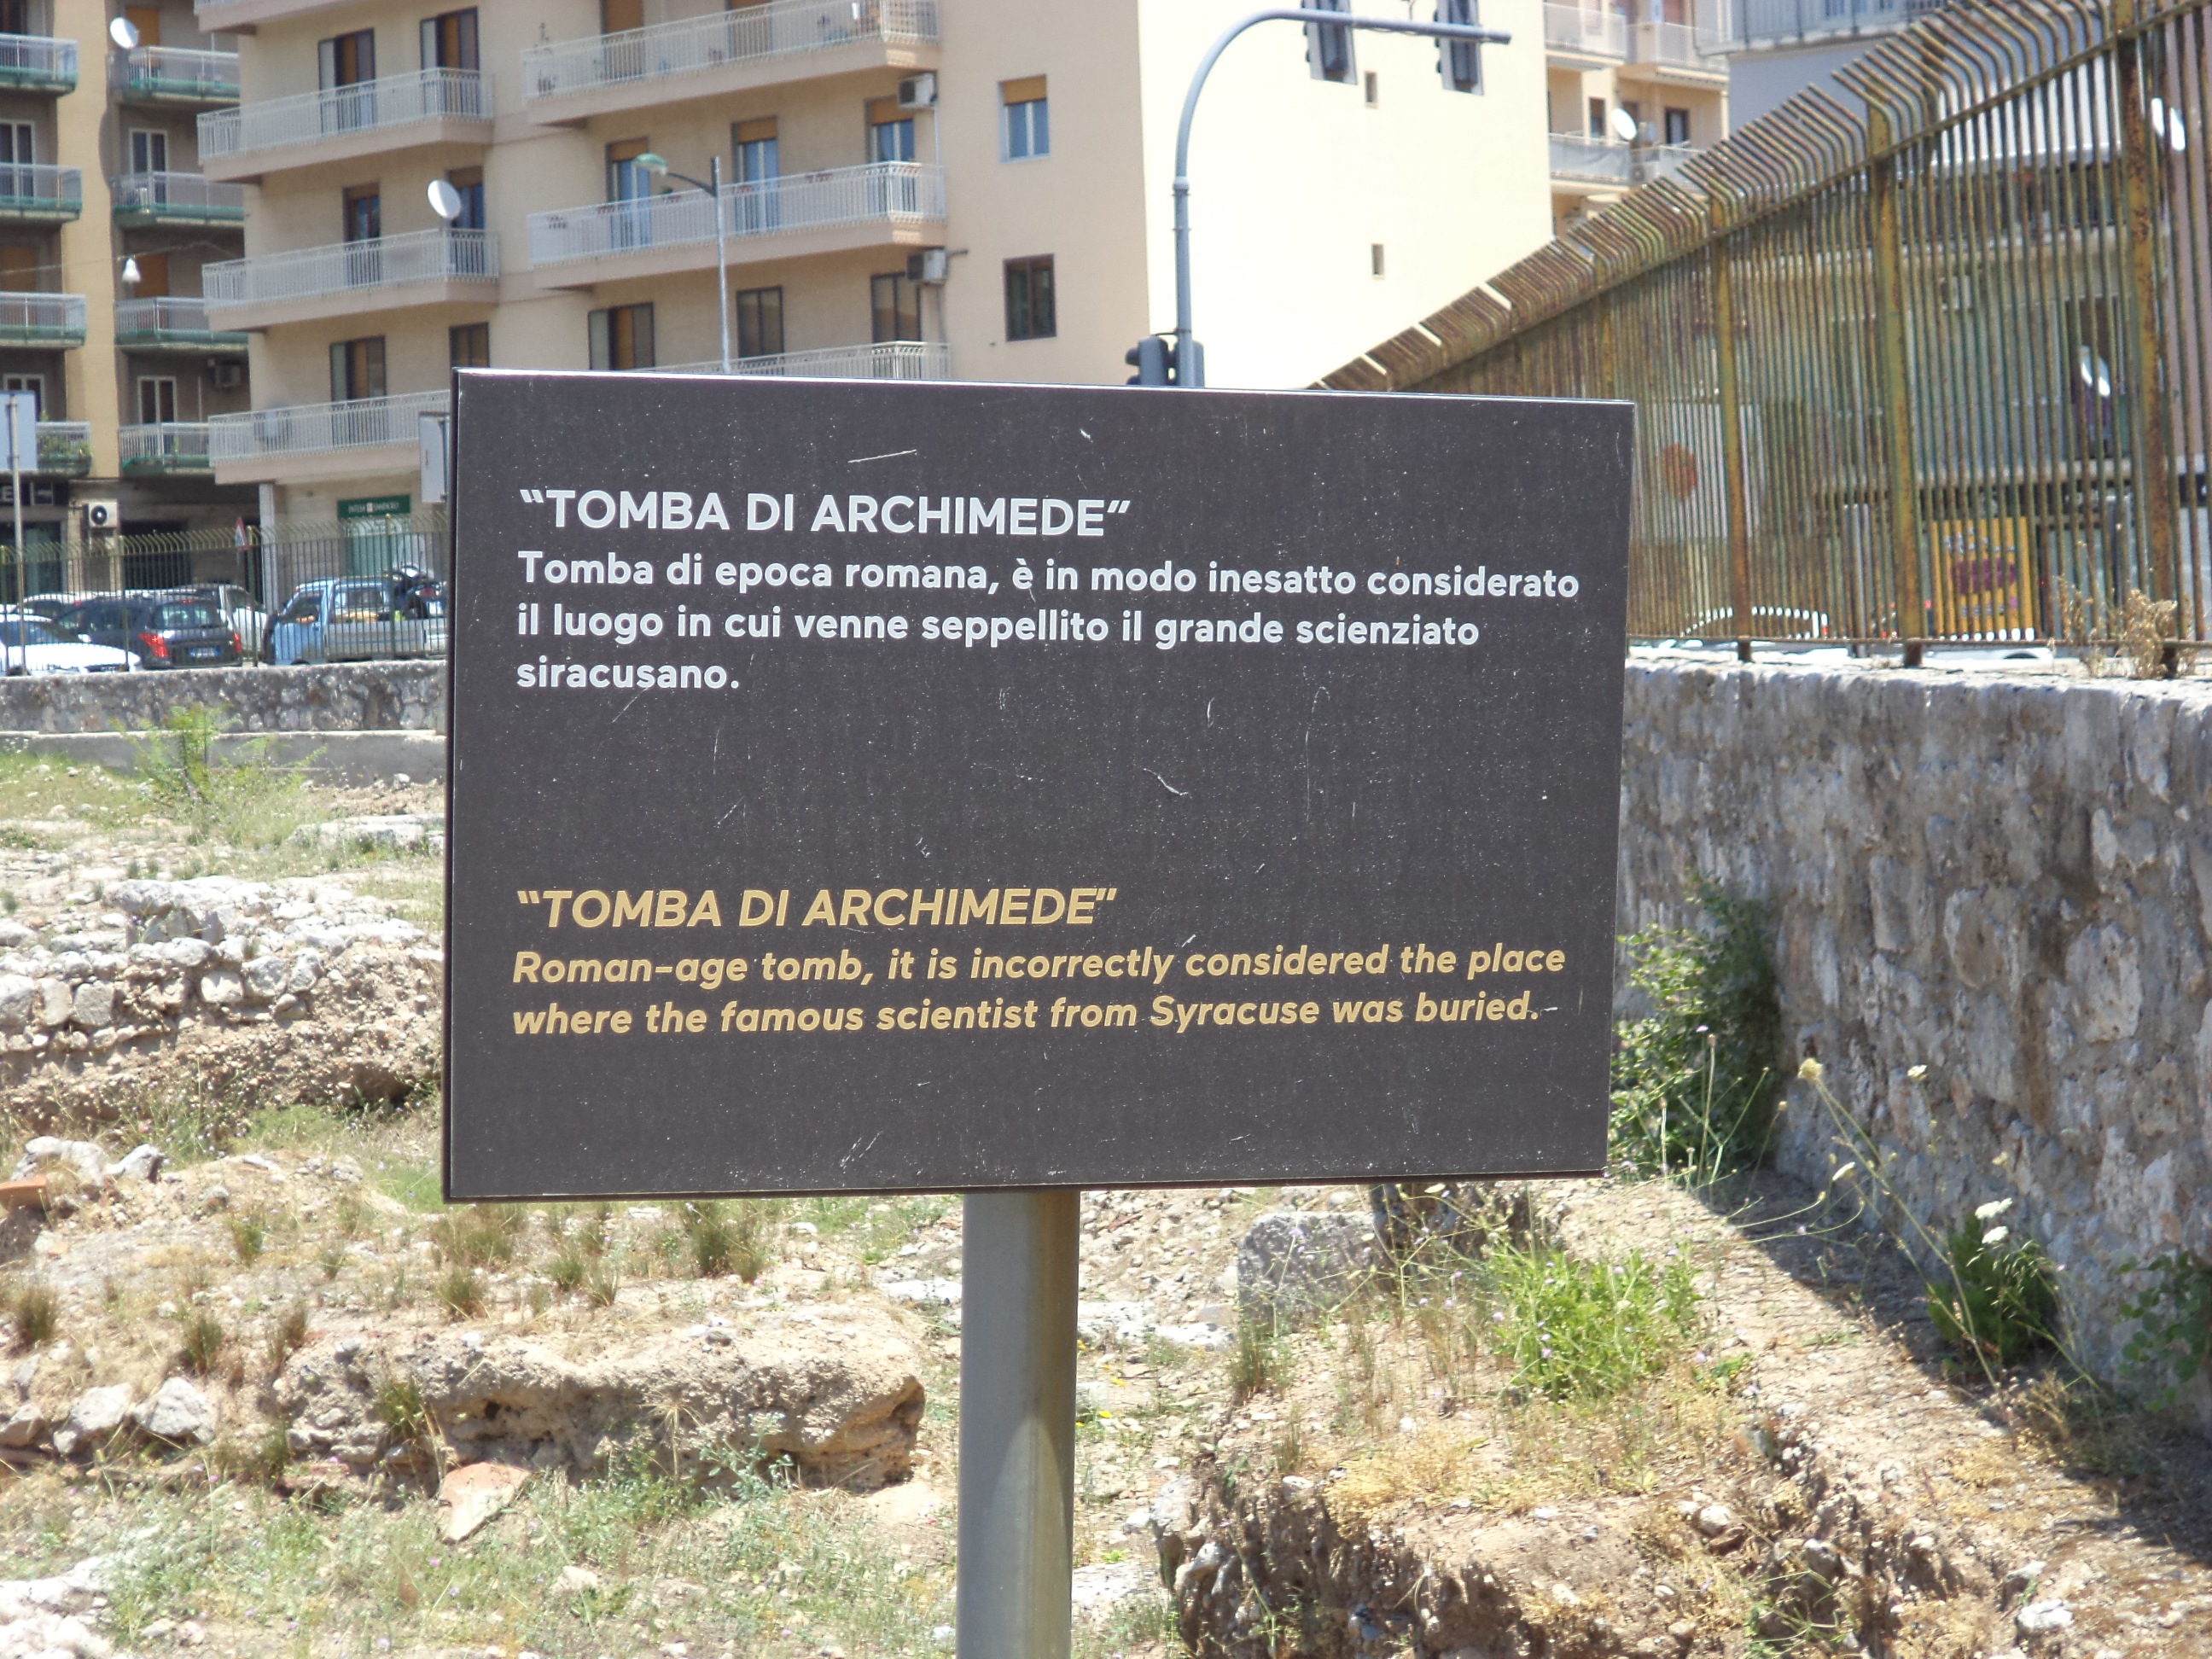 “TOMBA DI ARCHIMEDE”
Tomba di epoca romana, è in modo inesatto considerato
il luogo in cui venne seppellito il grande scienziato
siracusano.
“TOMBA DI ARCHIMEDE”
Roman-age tomb, it is incorrectly considered the place
where the famous scientist from Syracuse was buried.